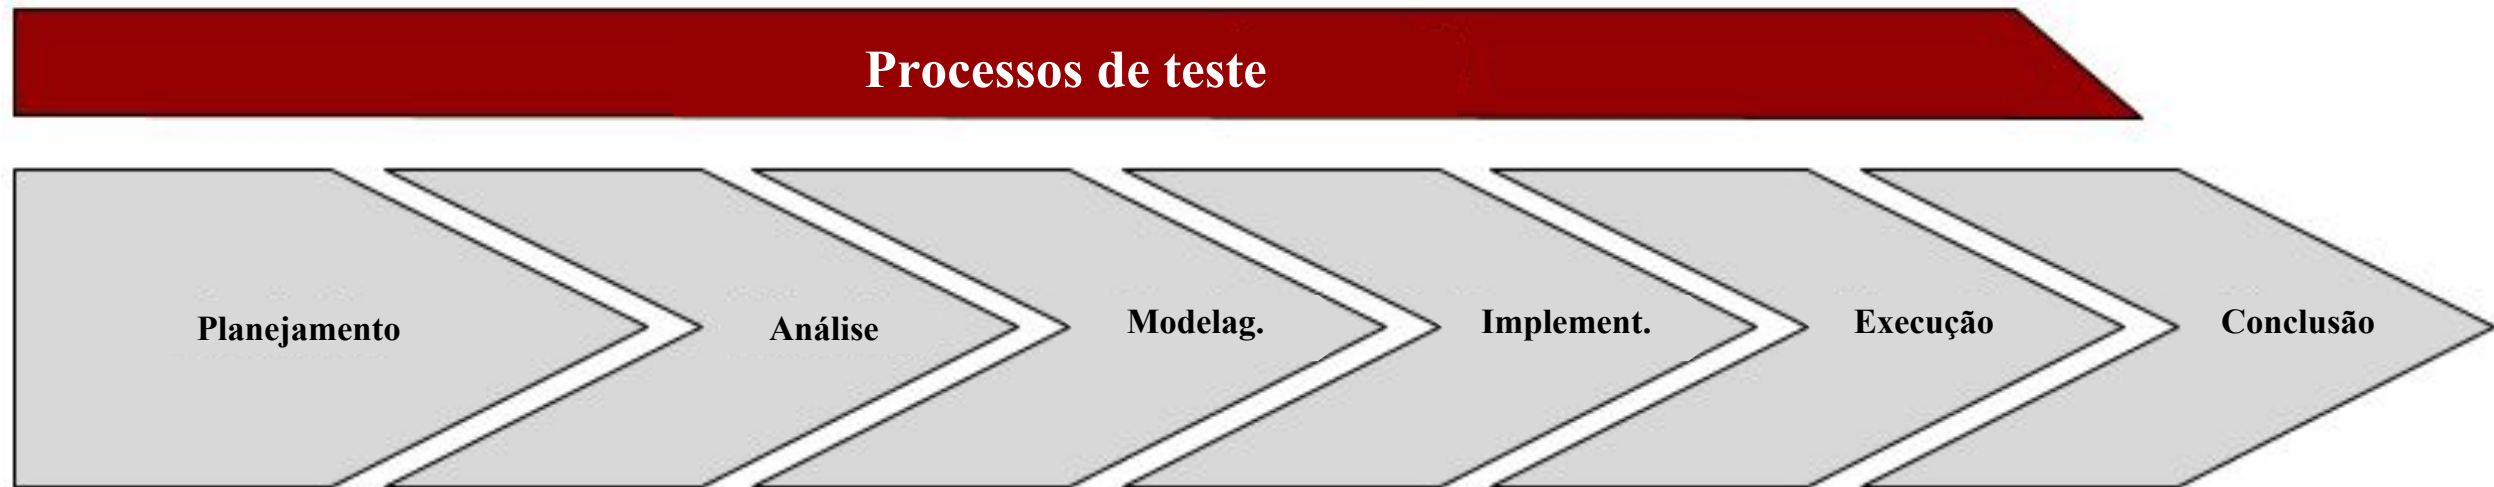 Processos de teste
Planejamento
Análise
Modelag.
Implement.
Execução
Conclusão